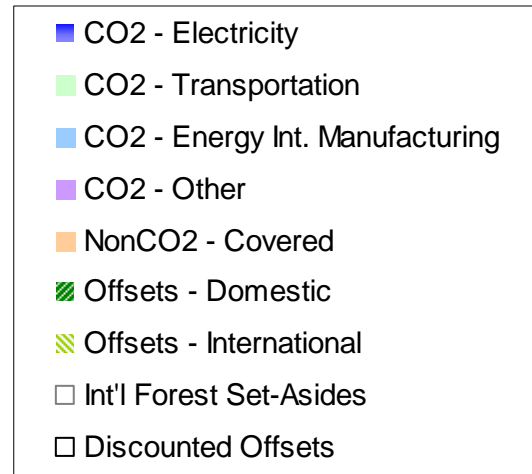 CO2 - Electricity
CO2 - Transportation
CO2 - Energy Int. Manufacturing
CO2 - Other
NonCO2 - Covered
Offsets - Domestic
Offsets - International
Int'l Forest Set-Asides
Discounted Offsets